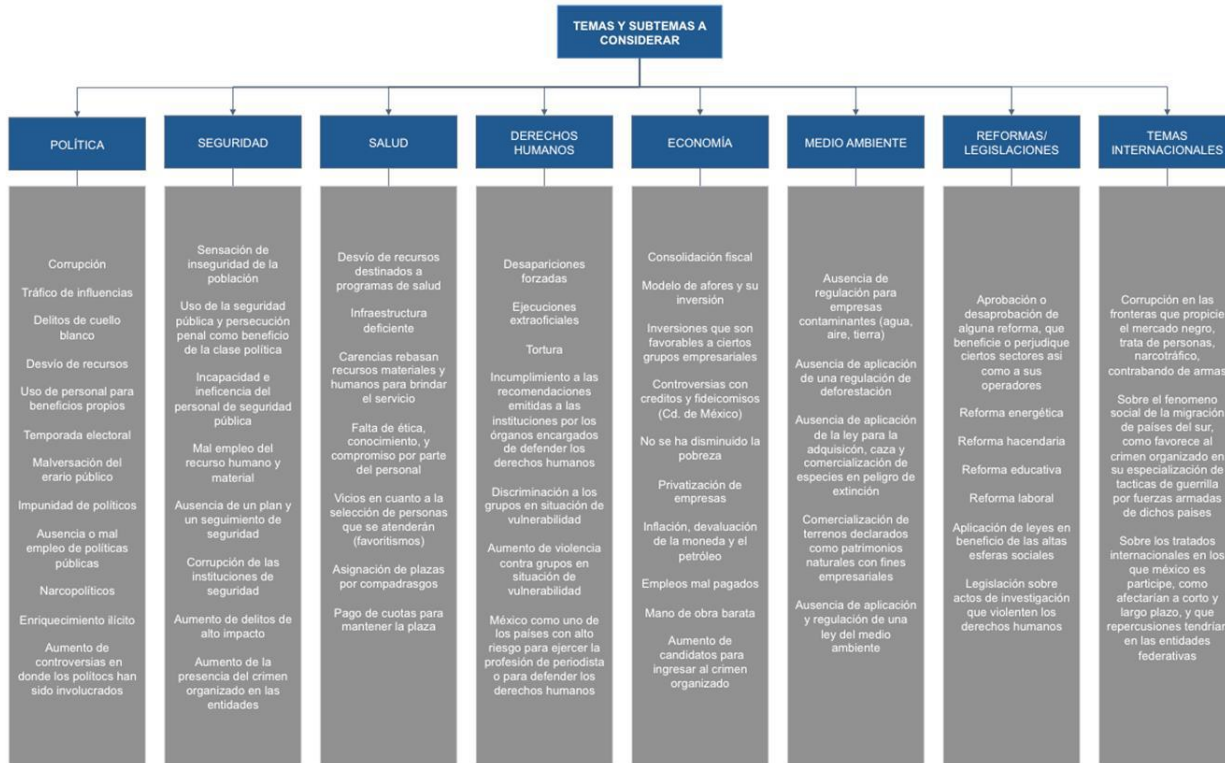 TEMAS Y SUBTEMAS A
CONSIDERAR
POLÍTICA
SEGURIDAD
SALUD
DERECHOS
HUMANOS
ECONOMÍA
MEDIO AMBIENTE
REFORMAS/
LEGISLACIONES
TEMAS
INTERNACIONALES
Corrupción
Tráfico de influencias
Delitos de cuello
blanco
Desvío de recursos
Uso de personal para
beneficios propios
Temporada electoral
Malversación del
erario público
Impunidad de políticos
Ausencia o mal
empleo de políticas
públicas
Narcopolíticos
Enriquecimiento ilícito
Aumento de
controversias en
donde los polítocs han
sido involucrados
Sensación de
inseguridad de la
población
Uso de la seguridad
pública y persecución
penal como beneficio
de la clase política
Incapacidad e
ineficencia del
personal de seguridad
pública
Mal empleo del
recurso humano y
material
Ausencia de un plan y
un seguimiento de
seguridad
Corrupción de las
instituciones de
seguridad
Aumento de delitos de
alto impacto
Aumento de la
presencia del crimen
organizado en las
entidades
Desvío de recursos
destinados a
programas de salud
Infraestructura
deficiente
Carencias rebasan
recursos materiales y
humanos para brindar
el servicio
Falta de ética,
conocimiento, y
compromiso por parte
del personal
Vicios en cuanto a la
selección de personas
que se atenderán
(favoritismos)
Asignación de plazas
por compadrasgos
Pago de cuotas para
mantener la plaza
Desapariciones
forzadas
Ejecuciones
extraoficiales
Tortura
Incumplimiento a las
recomendaciones
emitidas a las
instituciones por los
órganos encargados
de defender los
derechos humanos
Discriminación a los
grupos en situación de
vulnerabilidad
Aumento de violencia
contra grupos en
situación de
vulnerabilidad
México como uno de
los países con alto
riesgo para ejercer la
profesión de periodista
o para defender los
derechos humanos
Consolidación fiscal
Modelo de afores y su
inversión
Inversiones que son
favorables a ciertos
grupos empresariales
Controversias con
creditos y fideicomisos
(Cd. de México)
No se ha disminuido la
pobreza
Privatización de
empresas
Inflación, devaluación
de la moneda y el
petróleo
Empleos mal pagados
Mano de obra barata
Aumento de
candidatos para
ingresar al crimen
organizado
Ausencia de
regulación para
empresas
contaminantes (agua,
aire, tierra)
Ausencia de aplicación
de una regulación de
deforestación
Ausencia de aplicación
de la ley para la
adquisicón, caza y
comercialización de
especies en peligro de
extinción
Comercialización de
terrenos declarados
como patrimonios
naturales con fines
empresariales
Ausencia de aplicación
y regulación de una
ley del medio
ambiente
Aprobación o
desaprobación de
alguna reforma, que
beneficie o perjudique
ciertos sectores asi
como a sus
operadores
Reforma energética
Reforma hacendaria
Reforma educativa
Reforma laboral
Aplicación de leyes en
beneficio de las altas
esferas sociales
Legislación sobre
actos de investigación
que violenten los
derechos humanos
Corrupción en las
fronteras que propicie
el mercado negro,
trata de personas,
narcotráfico,
contrabando de armas
Sobre el fenomeno
social de la migración
de países del sur,
como favorece al
crimen organizado en
su especialización de
tacticas de guerrilla
por fuerzas armadas
de dichos paises
Sobre los tratados
internacionales en los
que méxico es
participe, como
afectarían a corto y
largo plazo, y que
repercusiones tendrían
en las entidades
federativas